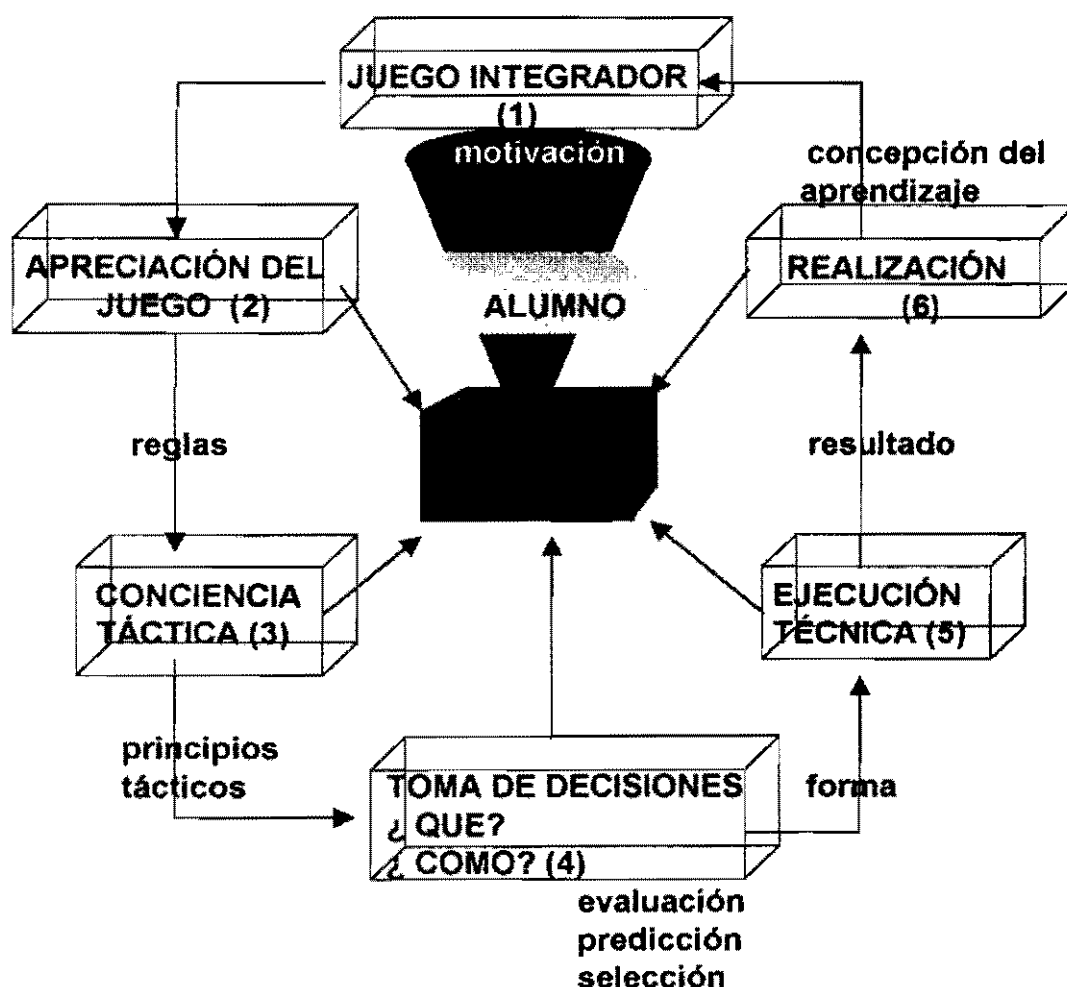 JUEGO INTEGRADOR
(1)
motivación
concepción del
aprendizaje
APRECIACIÓN DEL
JUEGO (2)
ALUMNO
REALIZACIÓN
(6)
reglas
resultado
CONCIENCIA
TÁCTICA (3)
EJECUCIÓN
TÉCNICA (5)
principios
tácticos
TOMA DE DECISIONES
¿ QUE?
¿ COMO? (4)
forma
evaluación
predicción
selección